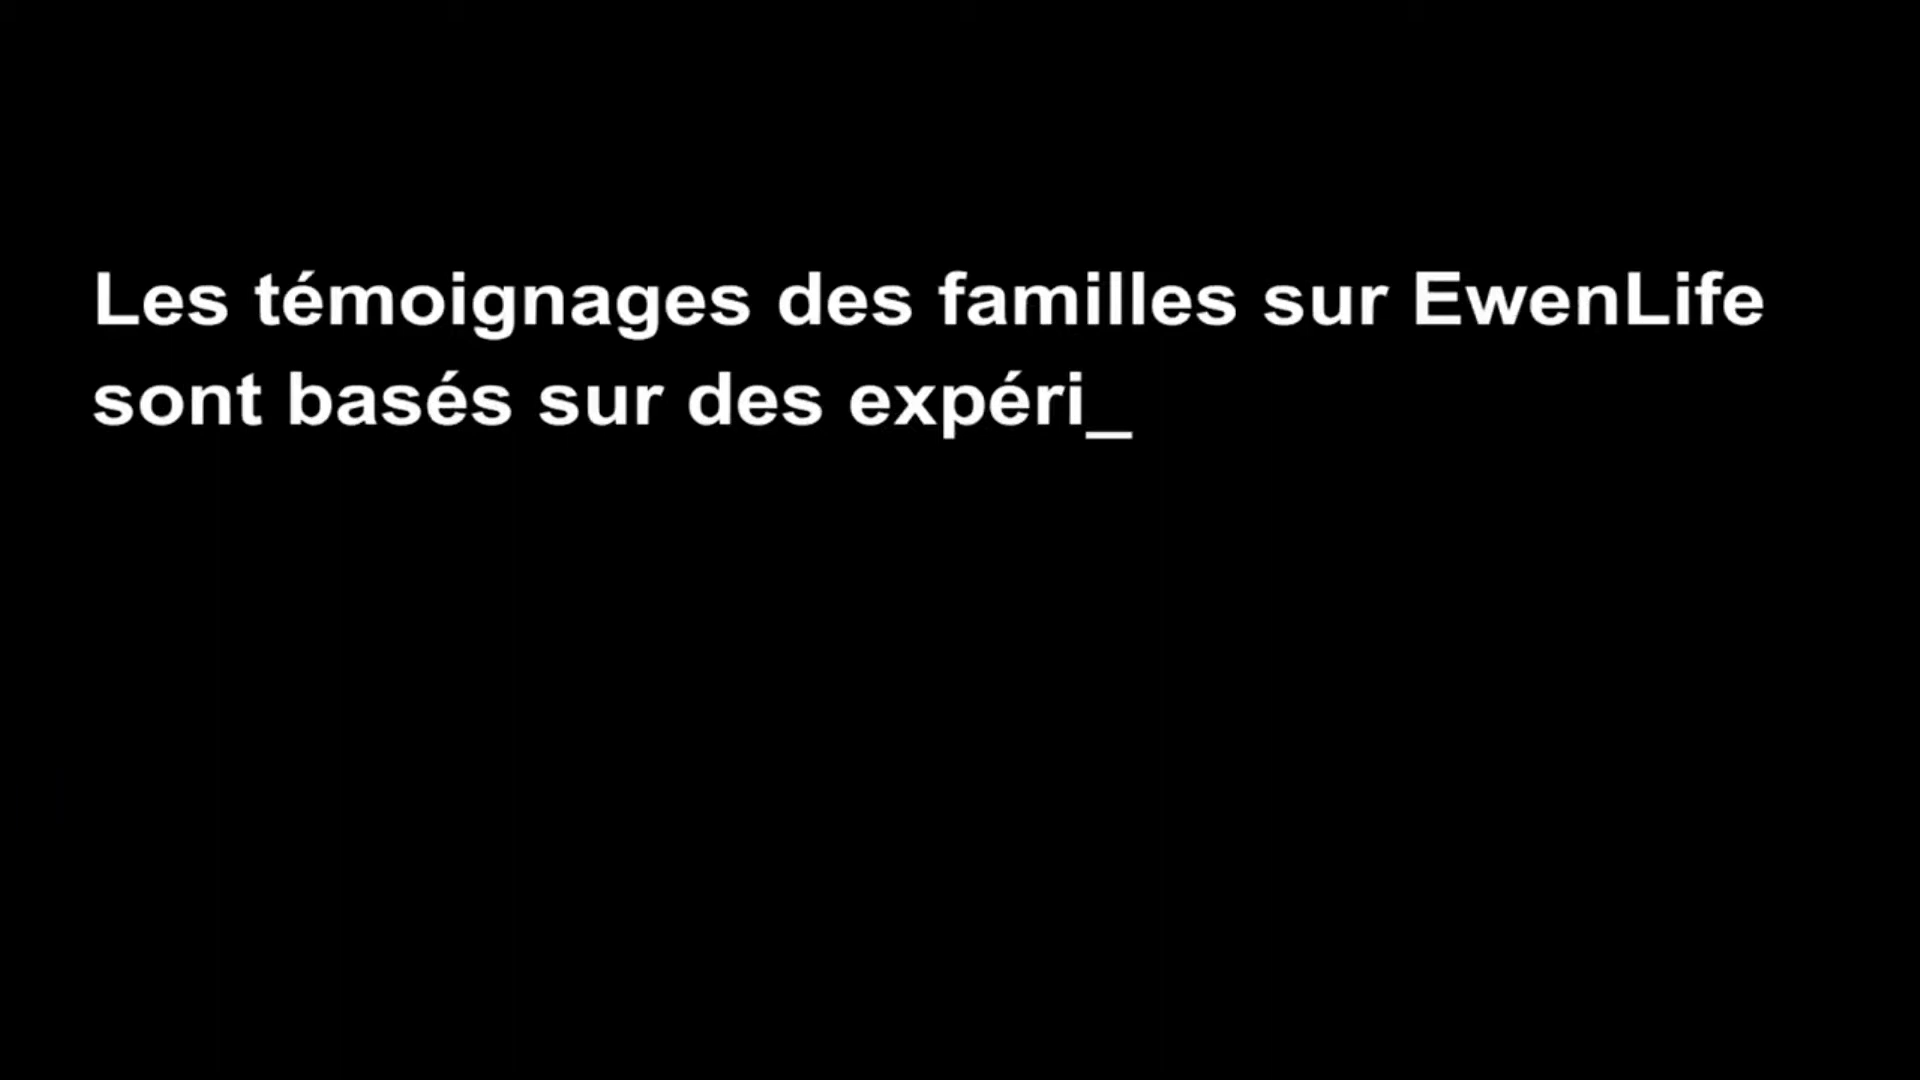 Les témoignages des familles sur EwenLife
sont basés sur des expéri_